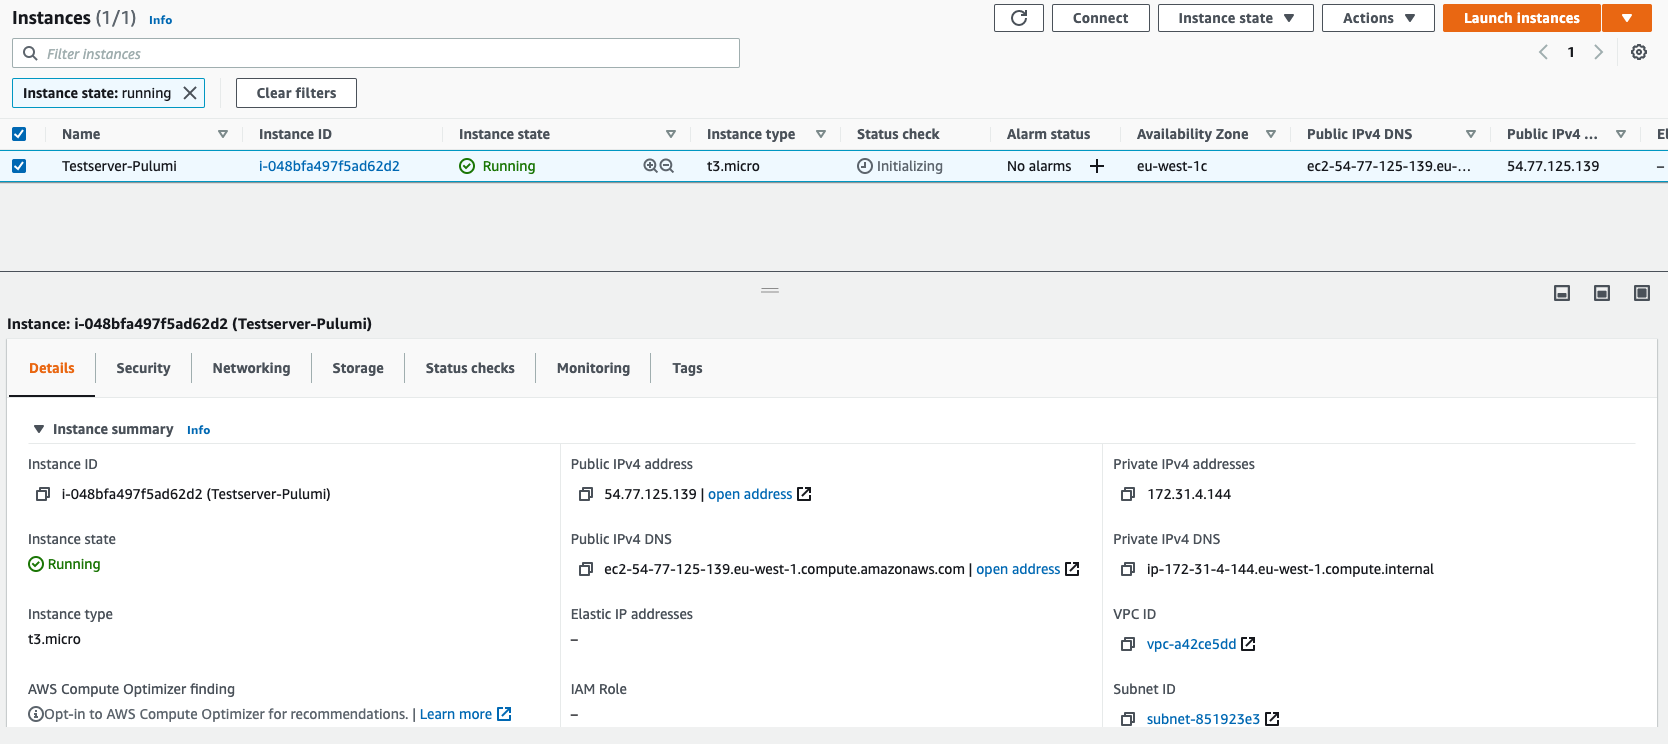 Instances (1/1) Info
Connect
Instance state
Actions
Launch instances
Filter instances
1
Instance state: running
Clear filters
Name Instance ID Instance state Instance type Status check Alarm status Availability Zone Public IPv4 DNS Public IPv4 ... El
Testserver-Pulumi i-048bfa497f5ad62d2 Running t3.micro Initializing No alarms + eu-west-1c ec2-54-77-125-139.eu-... 54.77.125.139 –
Instance: i-048bfa497f5ad62d2 (Testserver-Pulumi)
Details Security Networking Storage Status checks Monitoring Tags
Instance summary Info
Instance ID
i-048bfa497f5ad62d2 (Testserver-Pulumi)
Public IPv4 address
54.77.125.139 | open address
Private IPv4 addresses
172.31.4.144
Instance state
Running
Public IPv4 DNS
ec2-54-77-125-139.eu-west-1.compute.amazonaws.com | open address
Private IPv4 DNS
ip-172-31-4-144.eu-west-1.compute.internal
Instance type
t3.micro
Elastic IP addresses
–
VPC ID
vpc-a42ce5dd
AWS Compute Optimizer finding
Opt-in to AWS Compute Optimizer for recommendations. | Learn more
IAM Role
–
Subnet ID
subnet-851923e3